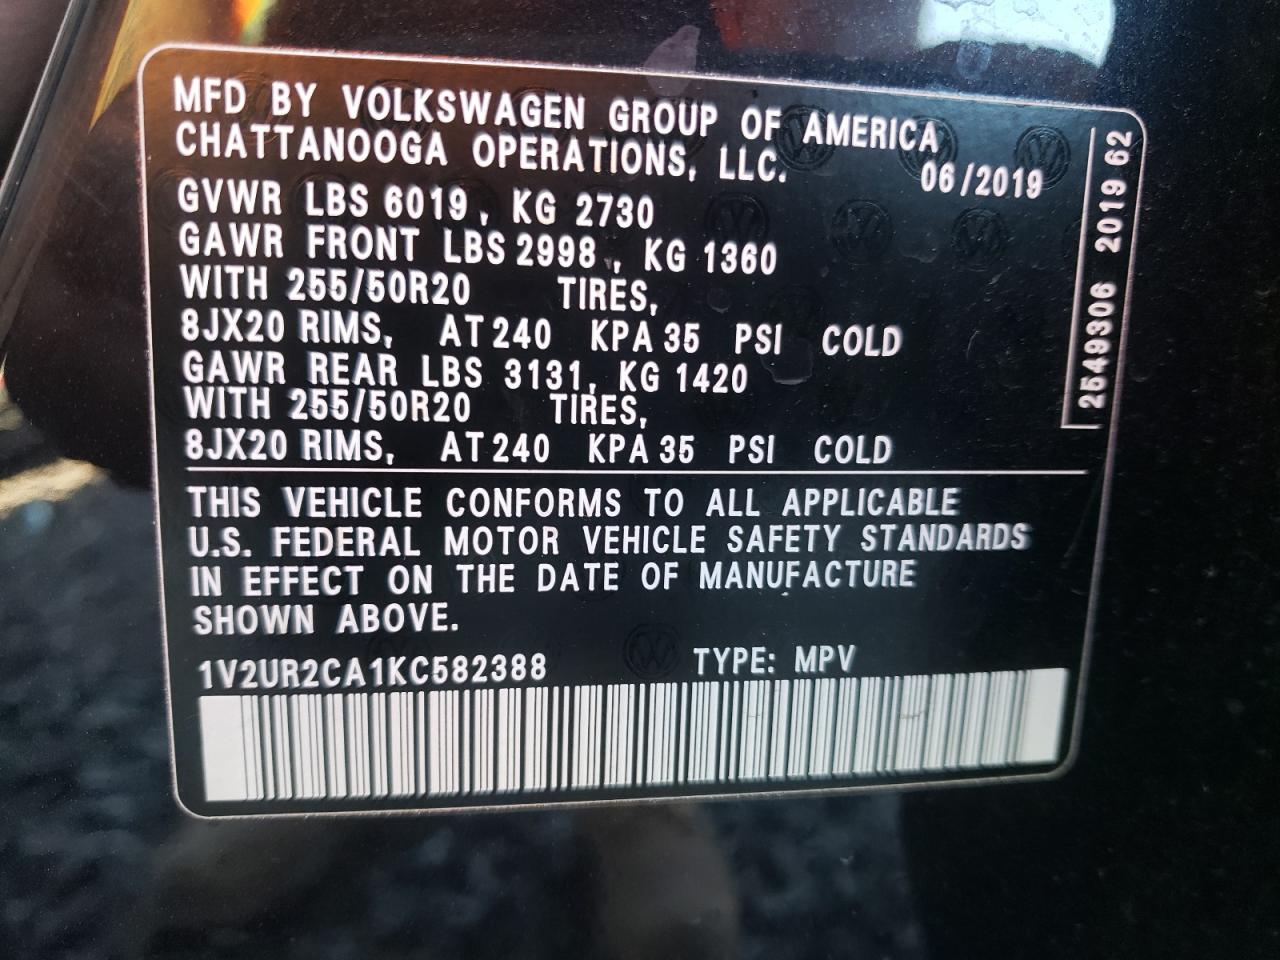 MFD BY VOLKSWAGEN GROUP OF AMERICA
CHATTANOOGA OPERATIONS, LLC. 06/2019
GVWR LBS 6019, KG 2730
GAWR FRONT LBS 2998, KG 1360
WITH 255/50R20 TIRES,
8JX20 RIMS, AT 240 KPA 35 PSI COLD
GAWR REAR LBS 3131, KG 1420
WITH 255/50R20 TIRES,
8JX20 RIMS, AT 240 KPA 35 PSI COLD
THIS VEHICLE CONFORMS TO ALL APPLICABLE
U.S. FEDERAL MOTOR VEHICLE SAFETY STANDARDS
IN EFFECT ON THE DATE OF MANUFACTURE
SHOWN ABOVE.
1V2UR2CA1KC582388 TYPE: MPV
2549306 2019 62